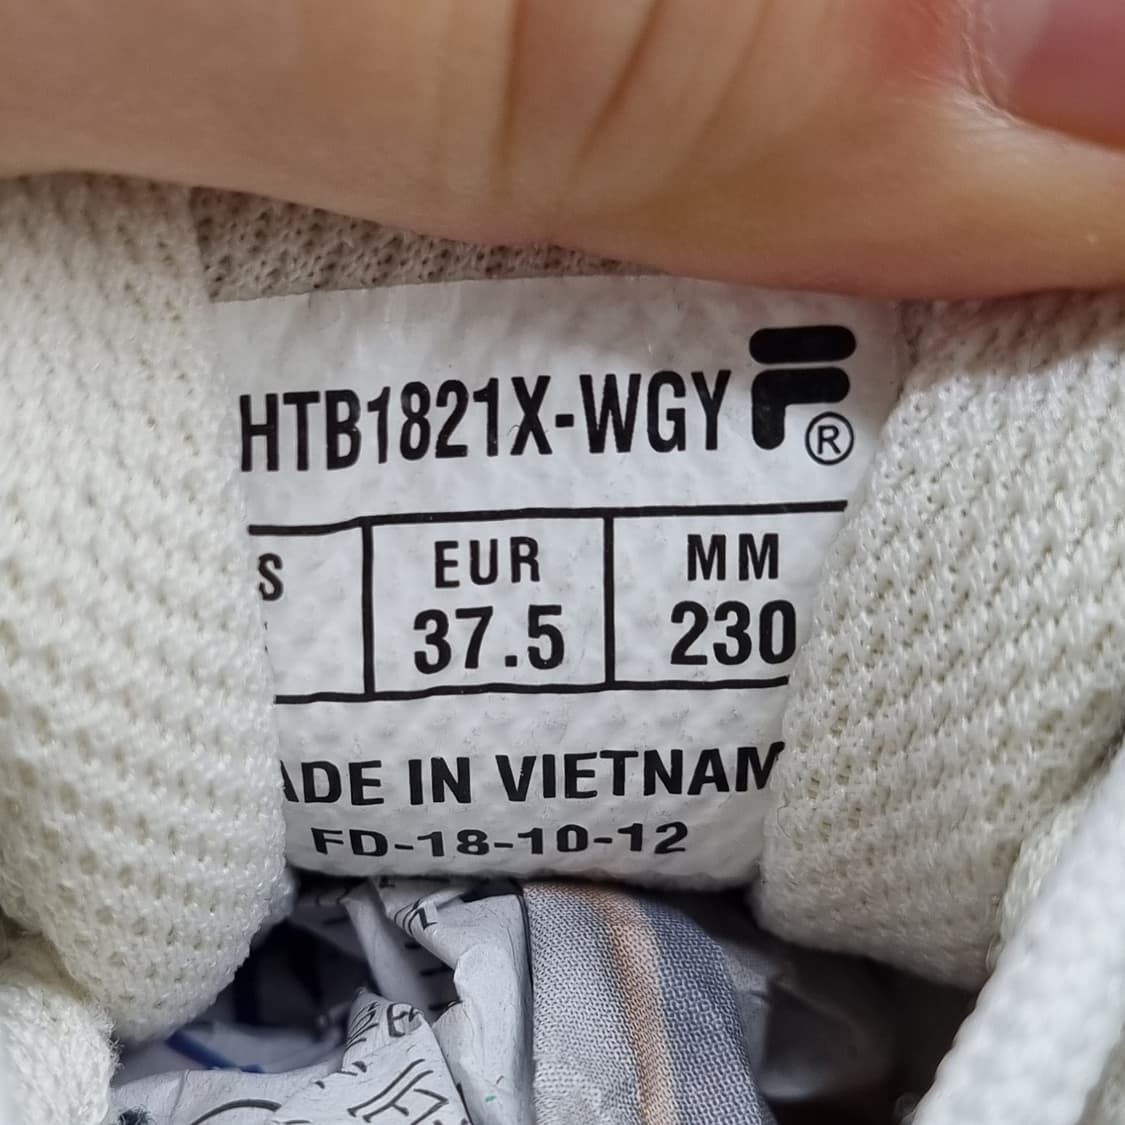 HTB1821X-WGY
®
S EUR MM
37.5 230
ADE IN VIETNAM
FD-18-10-12